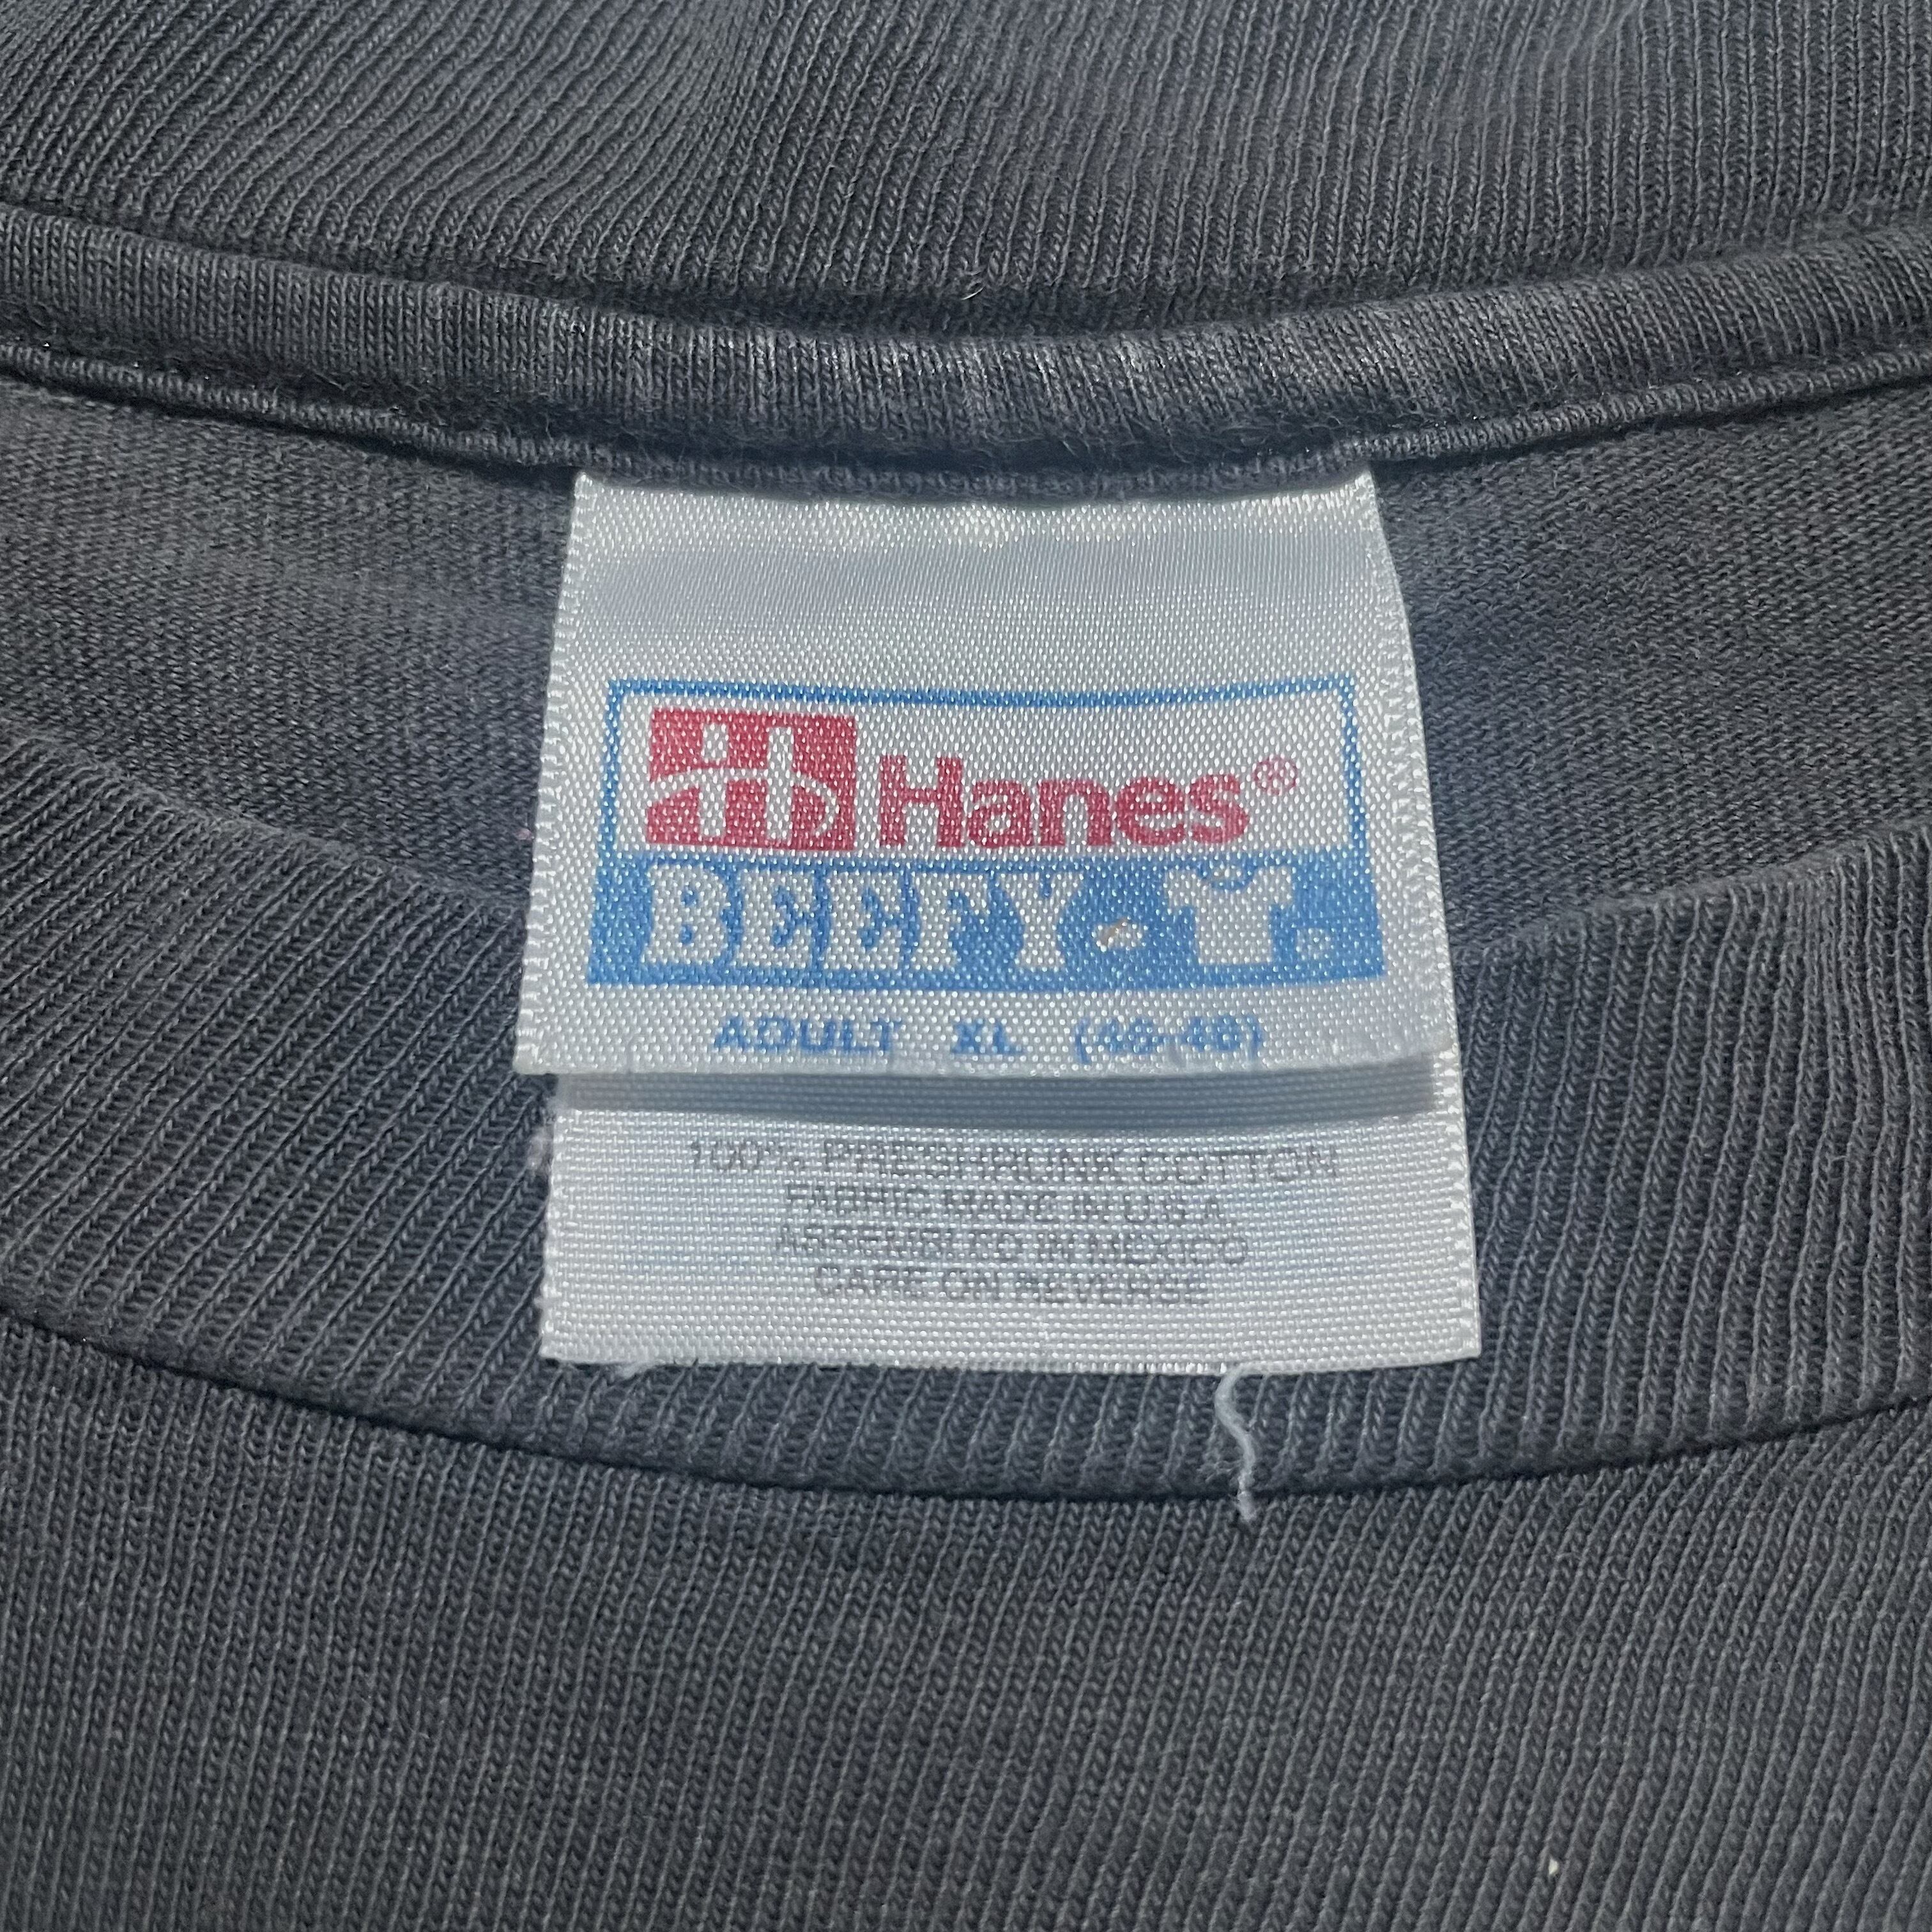 Hanes®
BEEFY-T®
ADULT XL (46-48)
100% PRESHRUNK COTTON
FABRIC MADE IN U.S.A.
ASSEMBLED IN MEXICO
CARE ON REVERSE